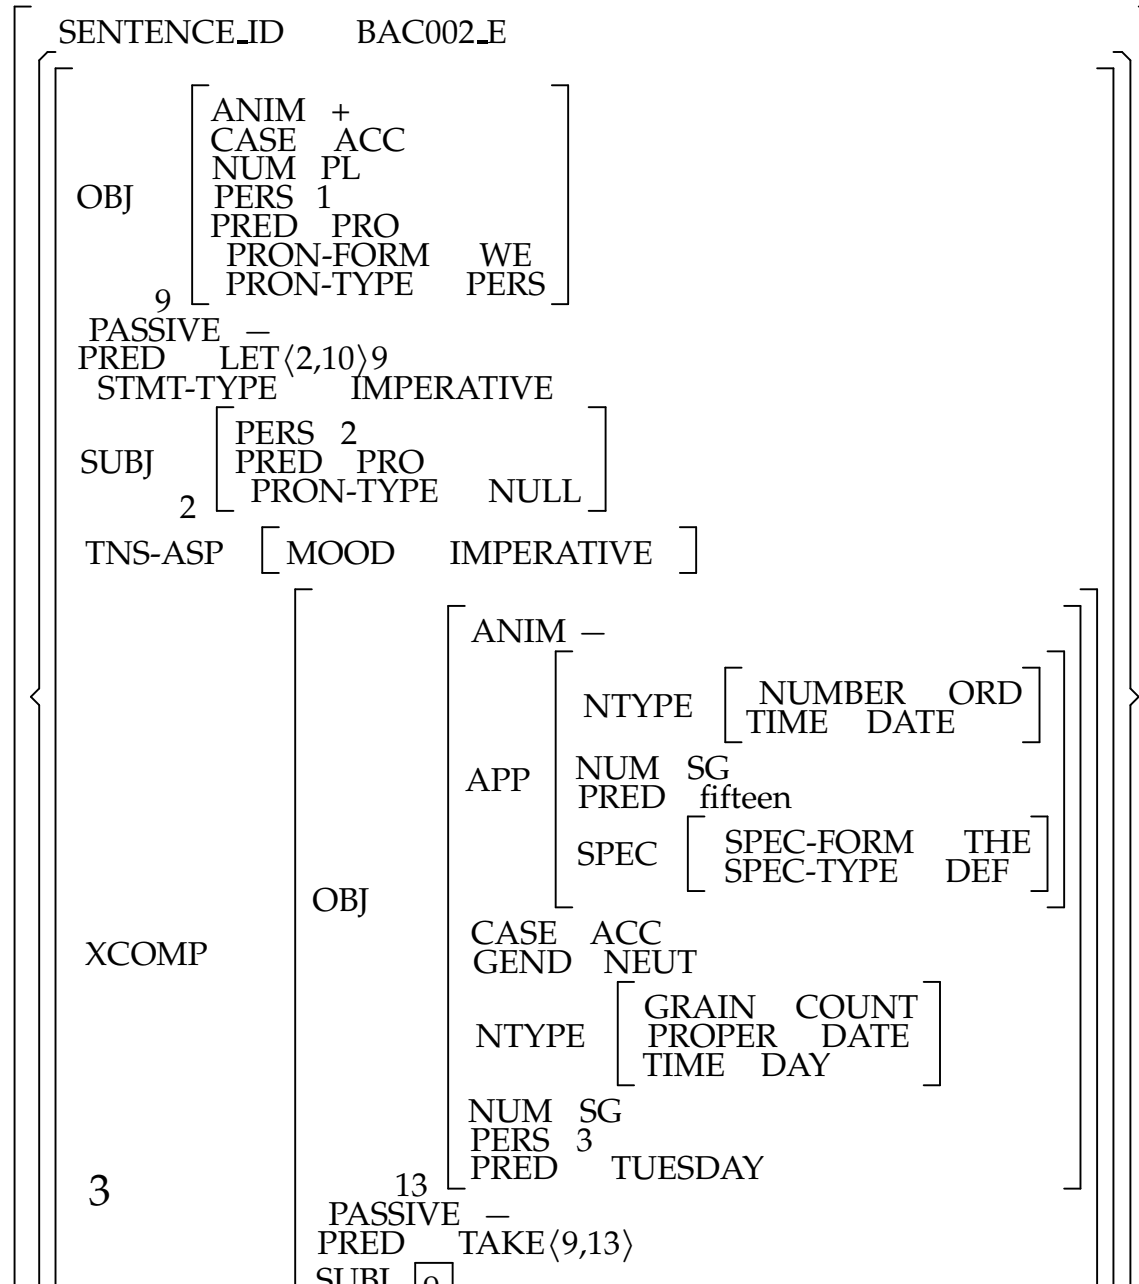 SENTENCE_ID BAC002_E
ANIM +
CASE ACC
NUM PL
OBJ PERS 1
PRED PRO
PRON-FORM WE
PRON-TYPE PERS
9
PASSIVE −
PRED LET⟨2,10⟩9
STMT-TYPE IMPERATIVE
PERS 2
SUBJ PRED PRO
PRON-TYPE NULL
2
TNS-ASP MOOD IMPERATIVE
ANIM −
NUMBER ORD
NTYPE
TIME DATE
NUM SG
APP
PRED fifteen
SPEC-FORM THE
SPEC
SPEC-TYPE DEF
OBJ
CASE ACC
XCOMP
GEND NEUT
GRAIN COUNT
NTYPE PROPER DATE
TIME DAY
NUM SG
PERS 3
PRED TUESDAY
3 13
PASSIVE −
PRED TAKE⟨9,13⟩
SUBJ 9